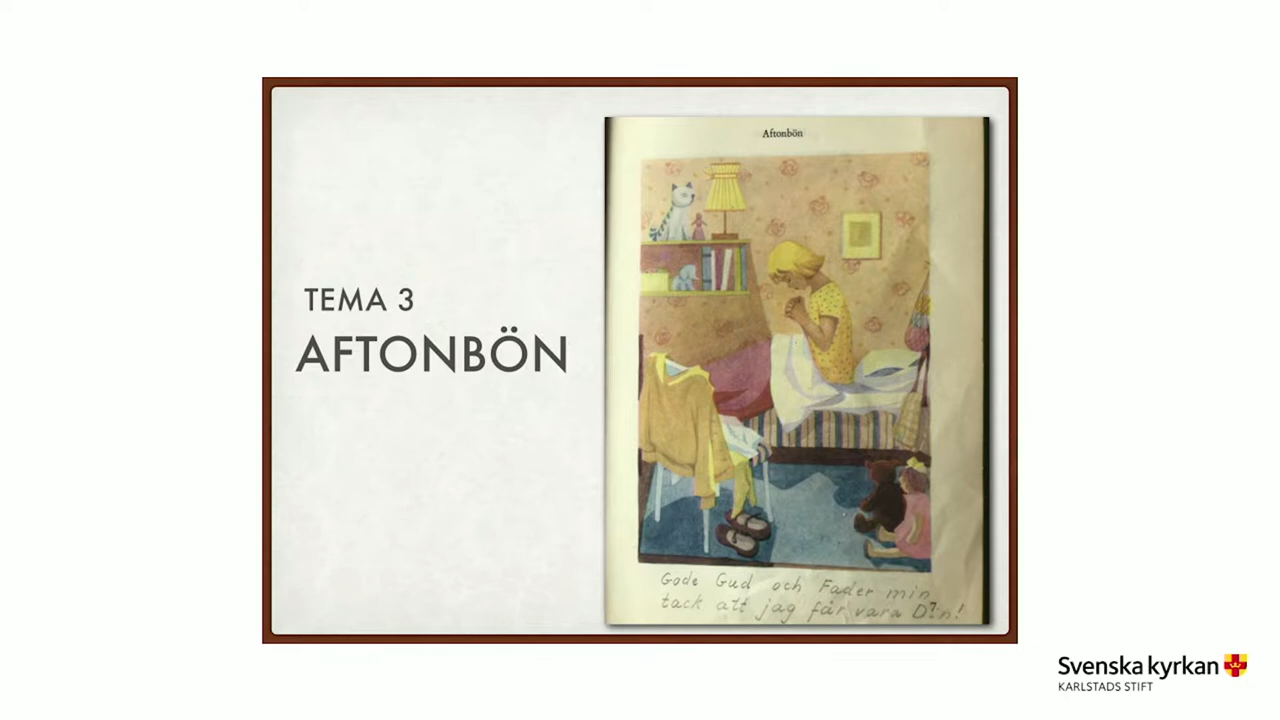 TEMA 3
AFTONBÖN
Aftonbön
Gode Gud och Fader min
tack att jag får vara Din!
Svenska kyrkan
KARLSTADS STIFT